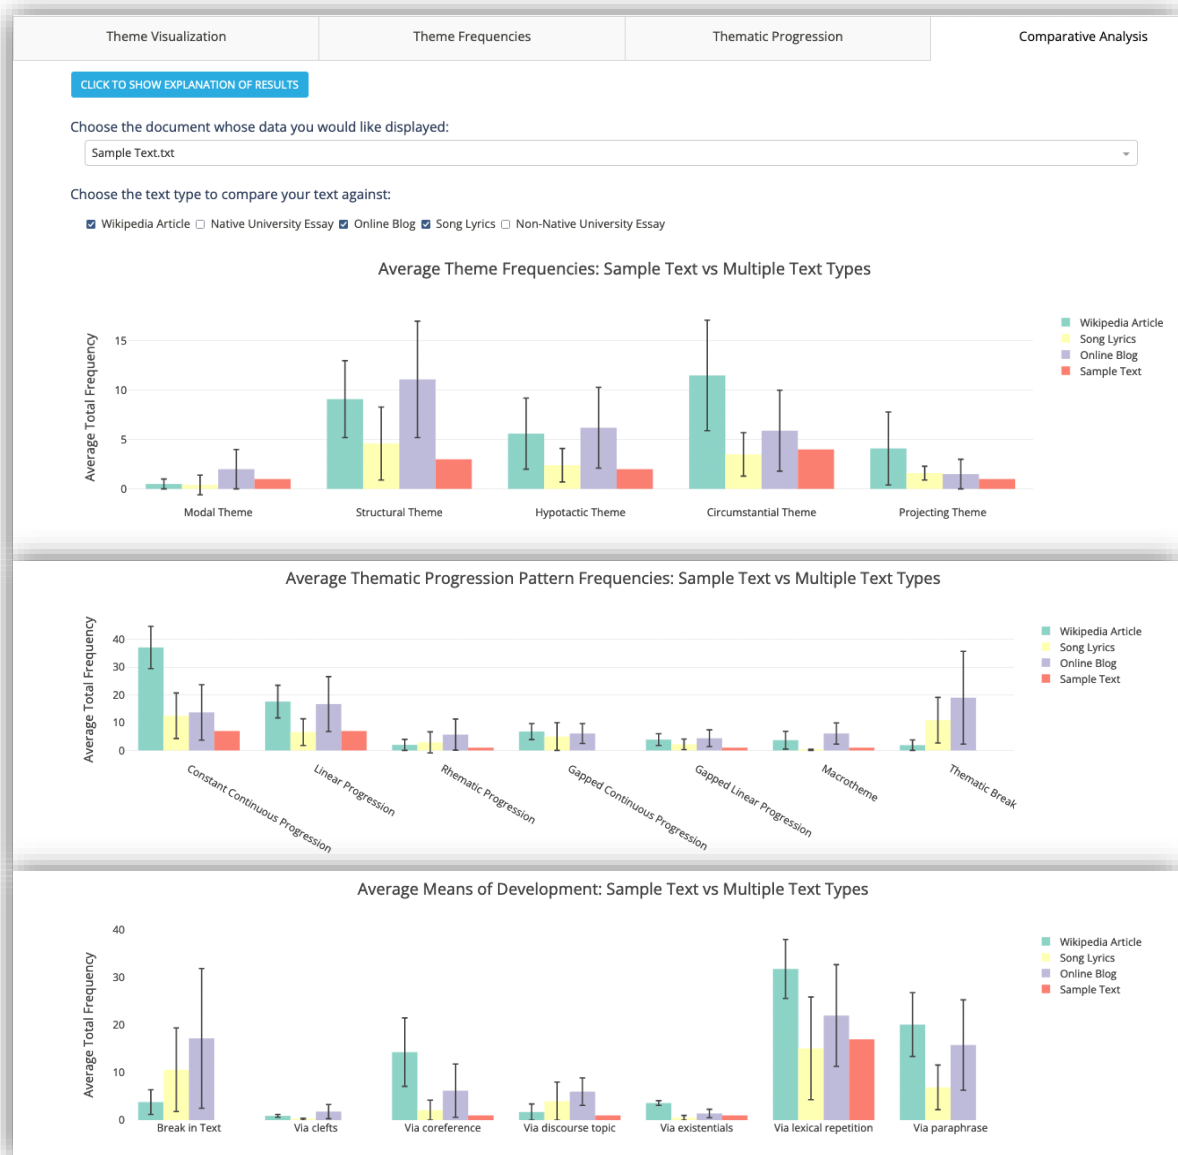 Theme Visualization
Theme Frequencies
Thematic Progression
Comparative Analysis
CLICK TO SHOW EXPLANATION OF RESULTS
Choose the document whose data you would like displayed:
Sample Text.txt
Choose the text type to compare your text against:
Wikipedia Article Native University Essay Online Blog Song Lyrics Non-Native University Essay
Average Theme Frequencies: Sample Text vs Multiple Text Types
Average Total Frequency
15
10
5
0
Modal Theme
Structural Theme
Hypotactic Theme
Circumstantial Theme
Projecting Theme
Wikipedia Article
Song Lyrics
Online Blog
Sample Text
Average Thematic Progression Pattern Frequencies: Sample Text vs Multiple Text Types
Average Total Frequency
40
30
20
10
0
Constant Continuous Progression
Linear Progression
Rhematic Progression
Gapped Continuous Progression
Gapped Linear Progression
Macrotheme
Thematic Break
Wikipedia Article
Song Lyrics
Online Blog
Sample Text
Average Means of Development: Sample Text vs Multiple Text Types
Average Total Frequency
40
30
20
10
0
Break in Text
Via clefts
Via coreference
Via discourse topic
Via existentials
Via lexical repetition
Via paraphrase
Wikipedia Article
Song Lyrics
Online Blog
Sample Text